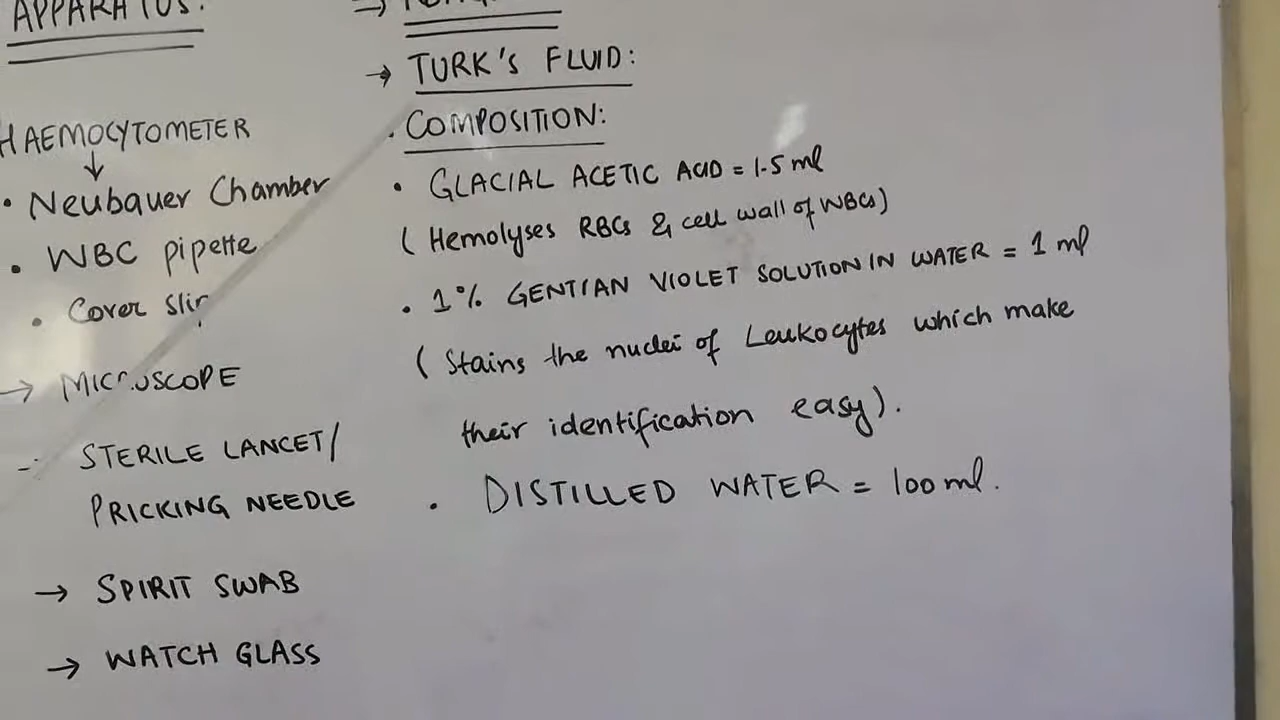 APPARATUS:
HAEMOCYTOMETER
↓
• Neubauer Chamber
• WBC pipette
• Cover slip
→ MICROSCOPE
STERILE LANCET/
PRICKING NEEDLE
→ SPIRIT SWAB
→ WATCH GLASS
→ TURK'S FLUID:
• COMPOSITION:
• GLACIAL ACETIC ACID = 1.5 ml
( Hemolyses RBCs & cell wall of WBCs)
• 1% GENTIAN VIOLET SOLUTION IN WATER = 1 ml
( Stains the nuclei of Leukocytes which make
their identification easy).
• DISTILLED WATER = 100 ml.